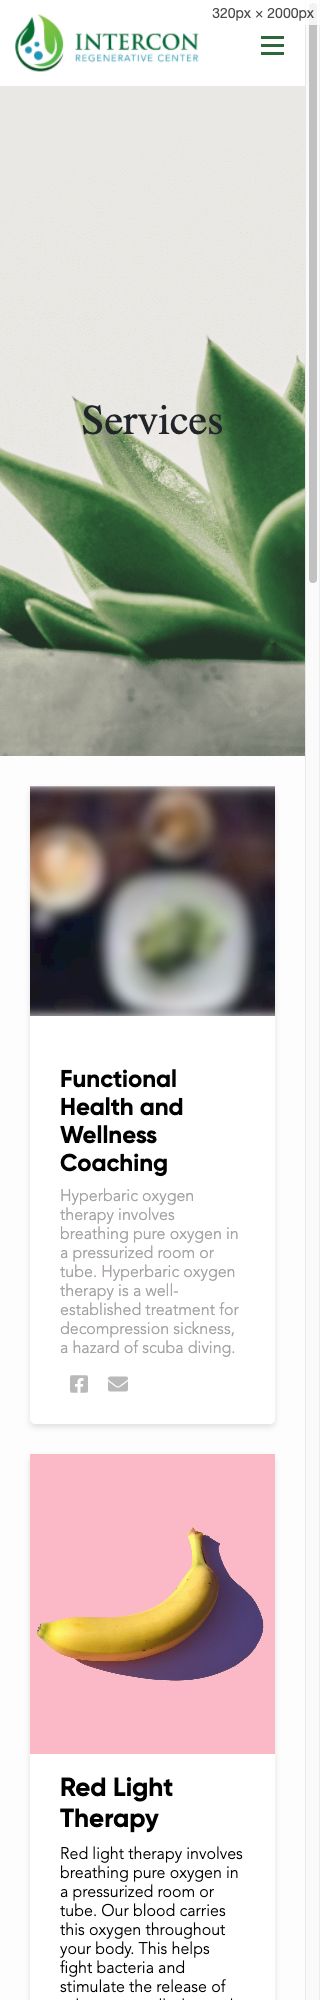 320px × 2000px
INTERCON
REGENERATIVE CENTER
Services
Functional
Health and
Wellness
Coaching
Hyperbaric oxygen
therapy involves
breathing pure oxygen in
a pressurized room or
tube. Hyperbaric oxygen
therapy is a well-
established treatment for
decompression sickness,
a hazard of scuba diving.
Red Light
Therapy
Red light therapy involves
breathing pure oxygen in
a pressurized room or
tube. Our blood carries
this oxygen throughout
your body. This helps
fight bacteria and
stimulate the release of